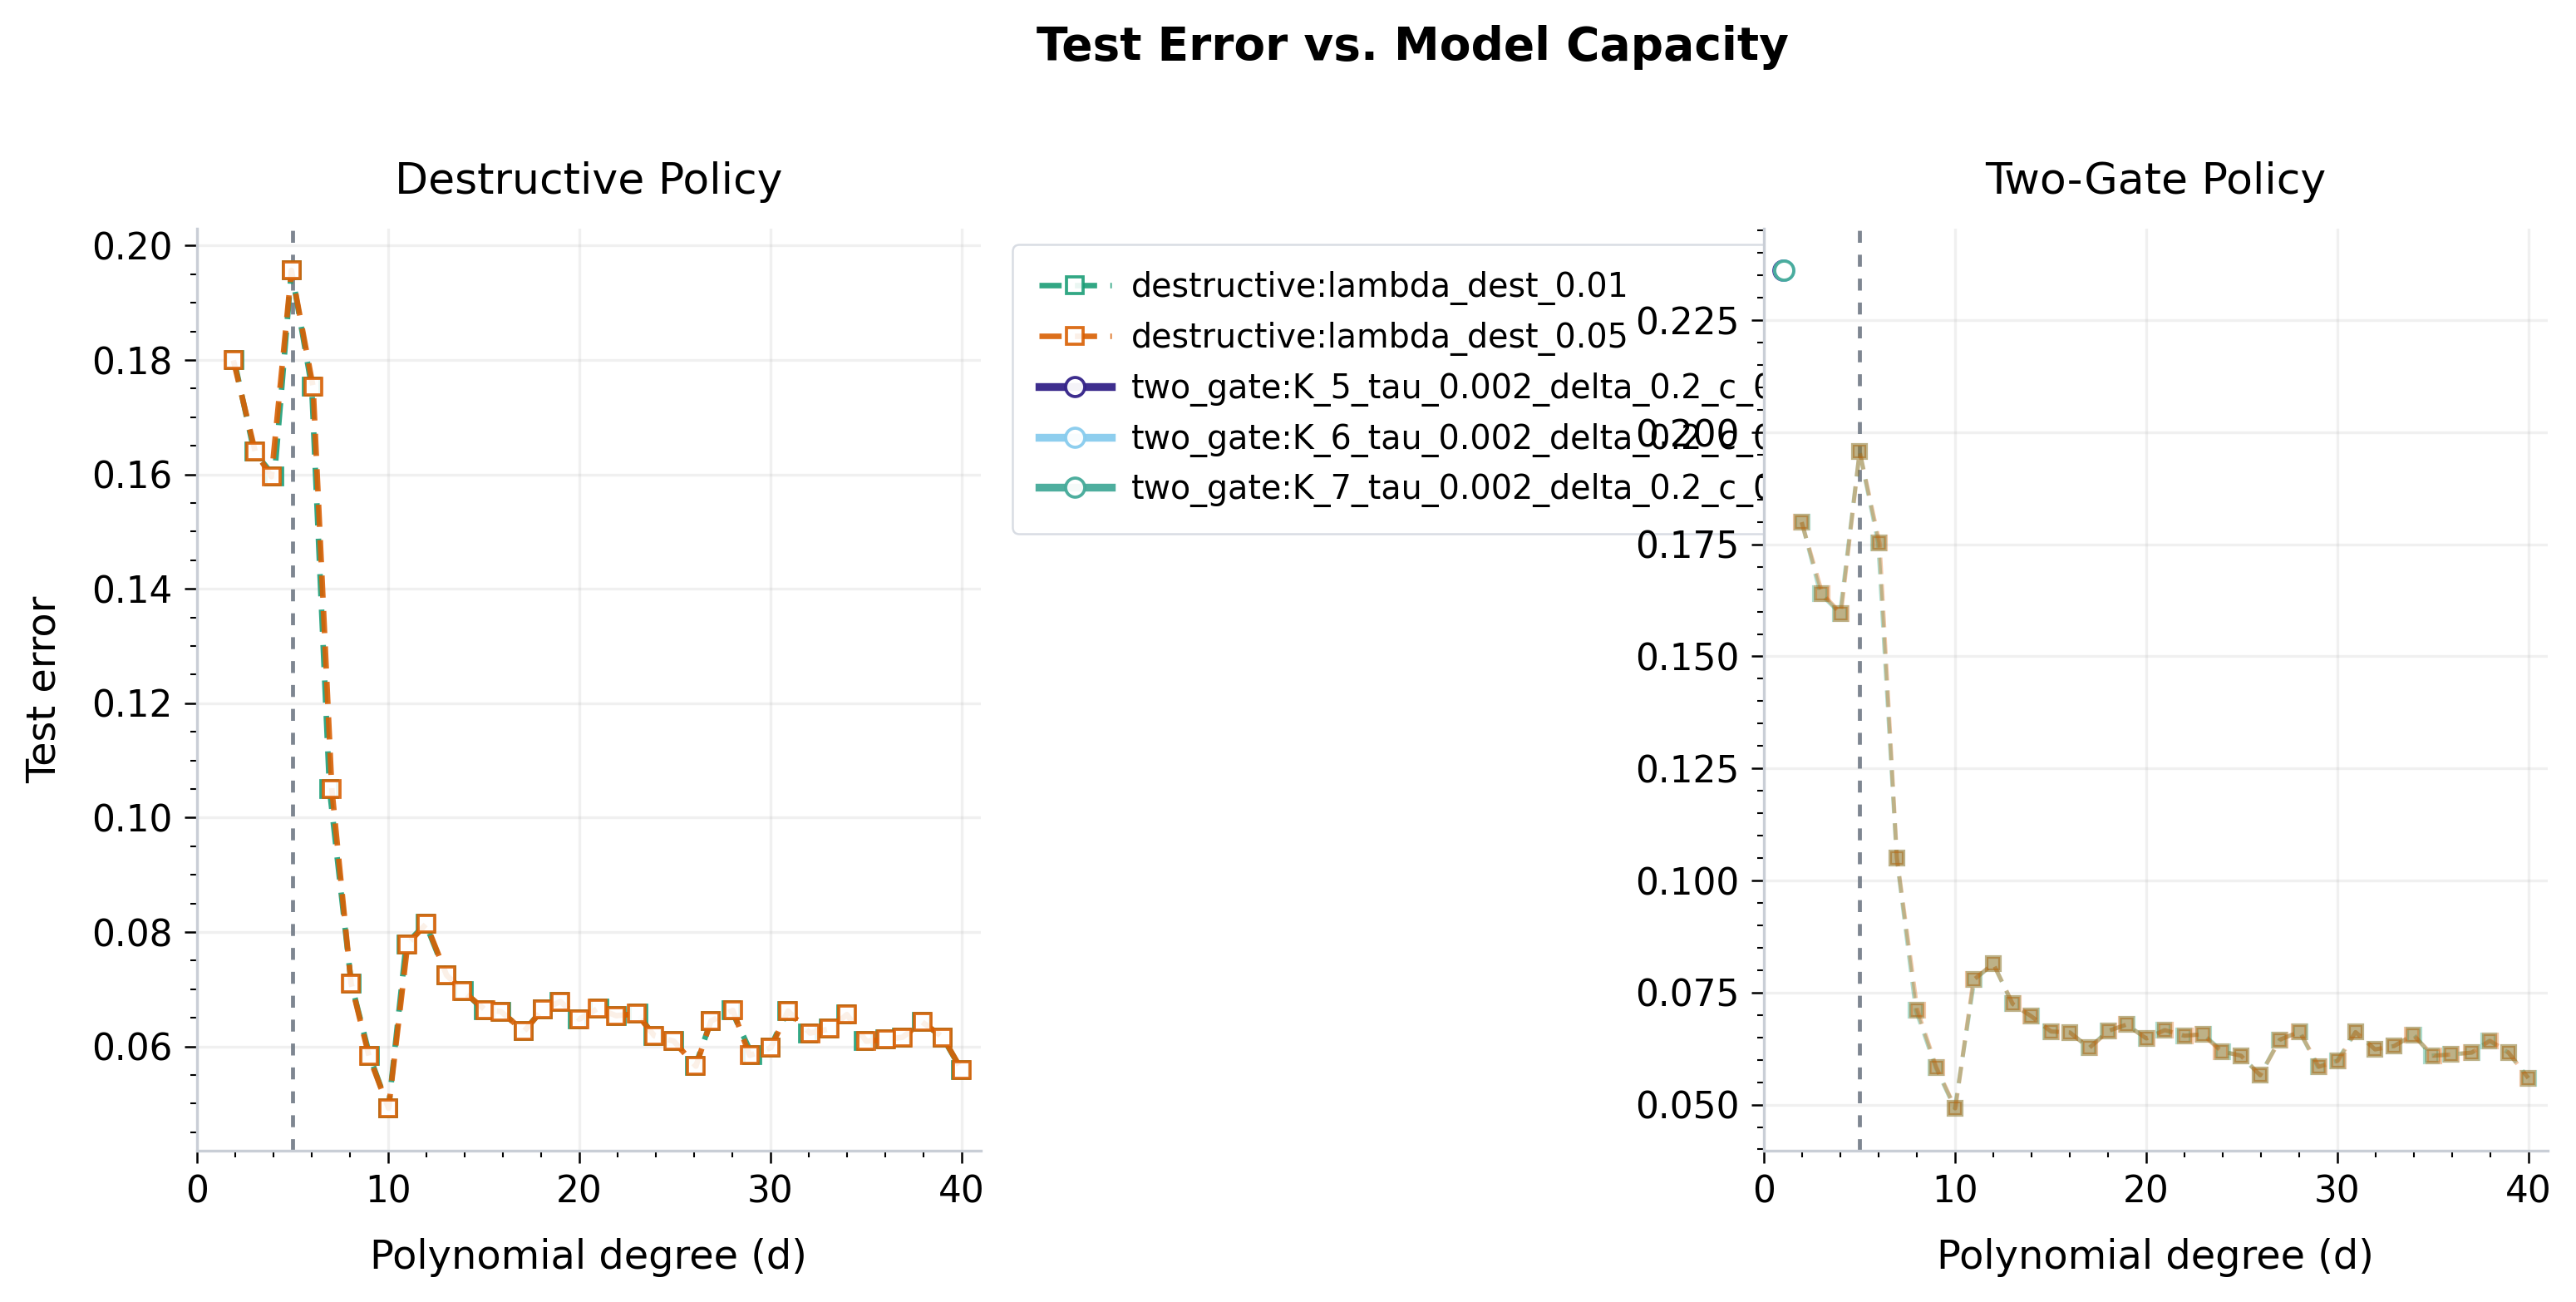 Test Error vs. Model Capacity
Destructive Policy
Test error
0.20
0.18
0.16
0.14
0.12
0.10
0.08
0.06
0
10
20
30
40
Polynomial degree (d)
destructive:lambda_dest_0.01
destructive:lambda_dest_0.05
two_gate:K_5_tau_0.002_delta_0.2_c_
two_gate:K_6_tau_0.002_delta_0.2_c_
two_gate:K_7_tau_0.002_delta_0.2_c_
Two-Gate Policy
0.225
0.200
0.175
0.150
0.125
0.100
0.075
0.050
0
10
20
30
40
Polynomial degree (d)